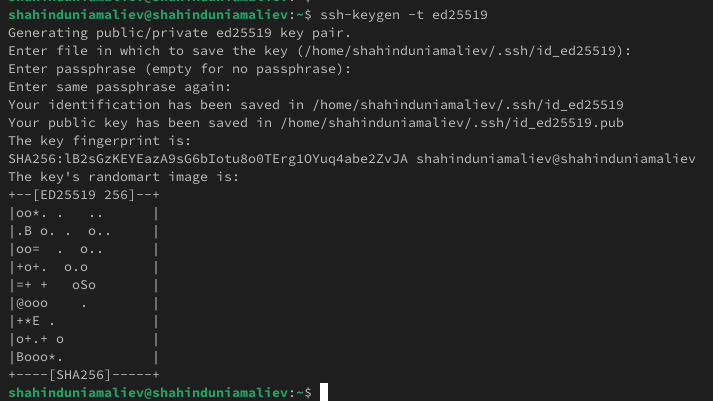 shahinduniamaliev@shahinduniamaliev:~$ ssh-keygen -t ed25519
Generating public/private ed25519 key pair.
Enter file in which to save the key (/home/shahinduniamaliev/.ssh/id_ed25519):
Enter passphrase (empty for no passphrase):
Enter same passphrase again:
Your identification has been saved in /home/shahinduniamaliev/.ssh/id_ed25519
Your public key has been saved in /home/shahinduniamaliev/.ssh/id_ed25519.pub
The key fingerprint is:
SHA256:lB2sGzKEYEazA9sG6bIotu8o0TErg1OYuq4abe2ZvJA shahinduniamaliev@shahinduniamaliev
The key's randomart image is:
+--[ED25519 256]--+
|oo*. .   ..      |
|.B o. .  o..     |
|oo=  .  o..      |
|+o+.  o.o        |
|=+ +   oSo       |
|@ooo    .        |
|+*E .            |
|o+.+ o           |
|Booo*.           |
+----[SHA256]-----+
shahinduniamaliev@shahinduniamaliev:~$